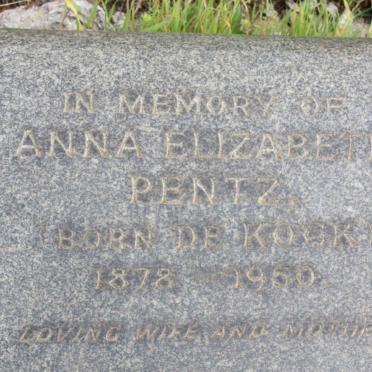 IN MEMORY OF
ANNA ELIZABETH
PENTZ.
(BORN DE KOCK)
1878 – 1950.
LOVING WIFE AND MOTHER